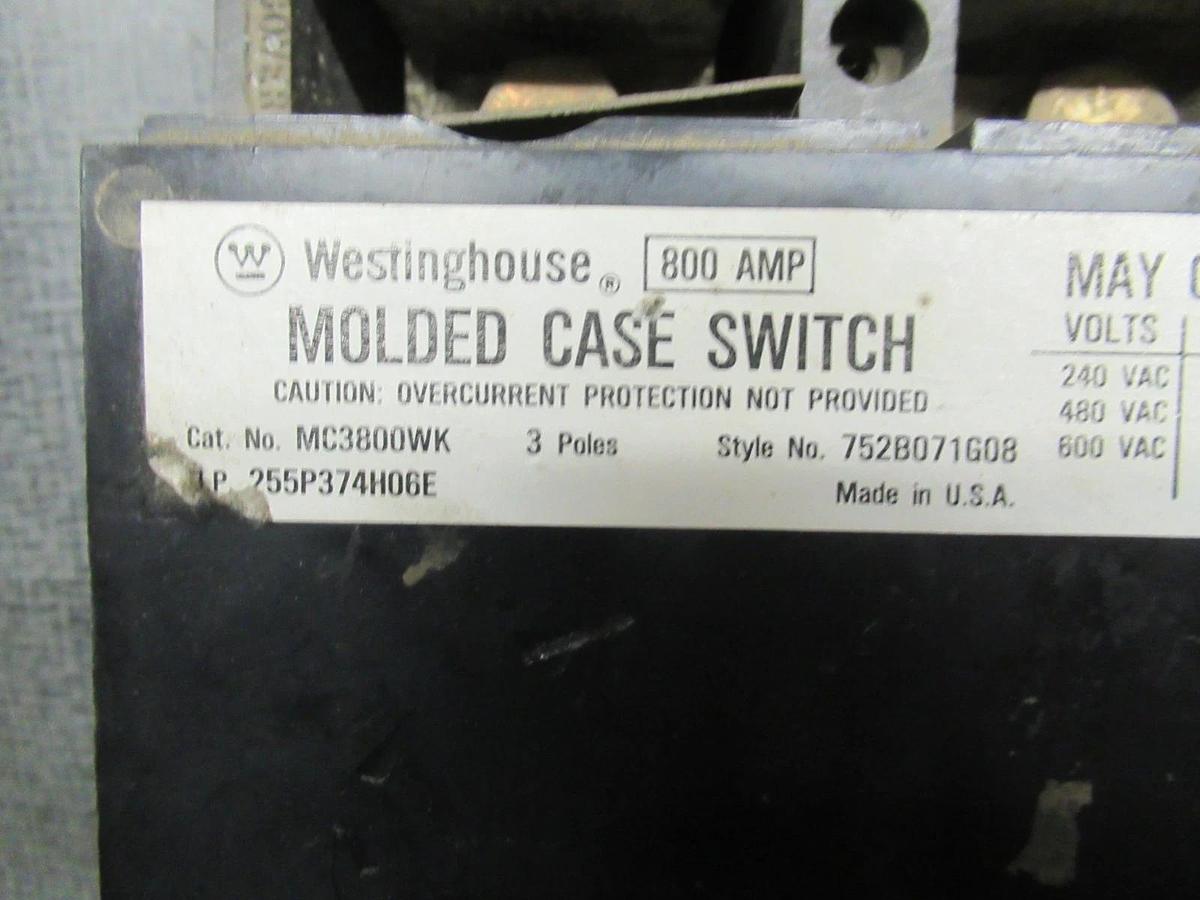 W Westinghouse® 800 AMP
MOLDED CASE SWITCH
CAUTION: OVERCURRENT PROTECTION NOT PROVIDED
Cat. No. MC3800WK 3 Poles Style No. 752B071G08
255P374H06E Made in U.S.A.
MAY
VOLTS
240 VAC
480 VAC
600 VAC